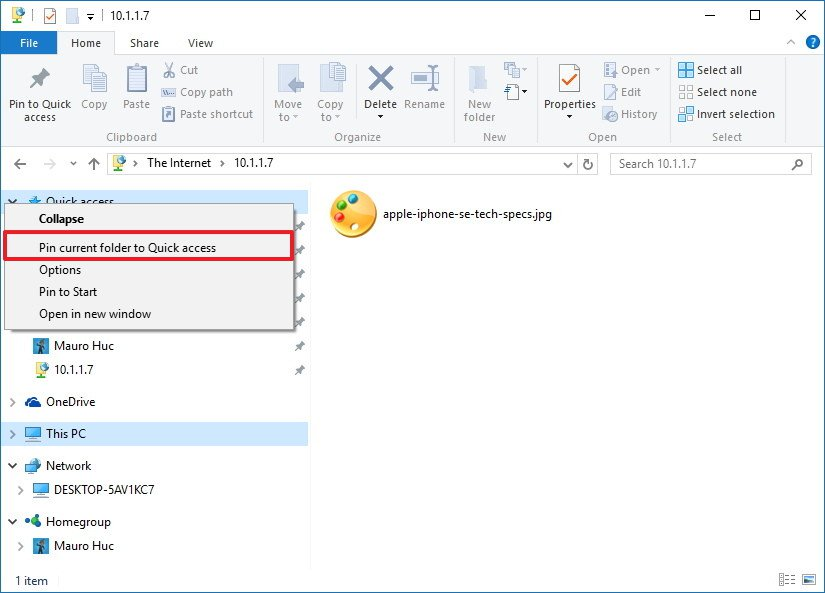 10.1.1.7
File Home Share View
Pin to Quick access
Copy
Paste
Cut
Copy path
Paste shortcut
Clipboard
Move to
Copy to
Delete
Rename
Organize
New folder
New
Properties
Open
Edit
History
Open
Select all
Select none
Invert selection
Select
The Internet 10.1.1.7
Search 10.1.1.7
Quick access
Collapse
Pin current folder to Quick access
Options
Pin to Start
Open in new window
Mauro Huc
10.1.1.7
OneDrive
This PC
Network
DESKTOP-5AV1KC7
Homegroup
Mauro Huc
apple-iphone-se-tech-specs.jpg
1 item